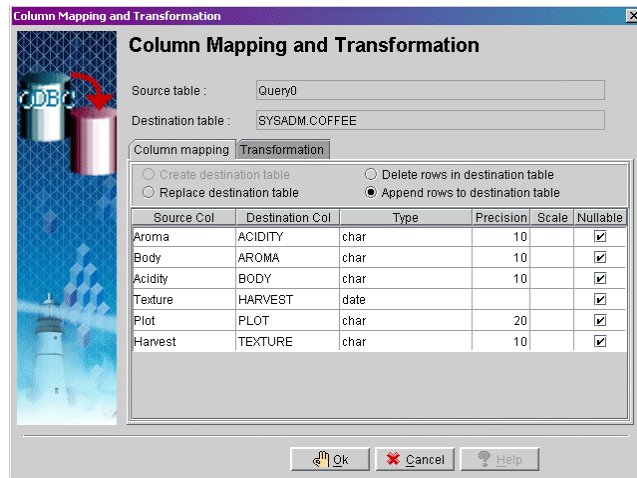 Column Mapping and Transformation
Column Mapping and Transformation
ODBC
Source table : Query0
Destination table : SYSADM.COFFEE
Column mapping Transformation
Create destination table Delete rows in destination table
Replace destination table Append rows to destination table
Source Col Destination Col Type Precision Scale Nullable
Aroma ACIDITY char 10
Body AROMA char 10
Acidity BODY char 10
Texture HARVEST date
Plot PLOT char 20
Harvest TEXTURE char 10
Ok Cancel Help